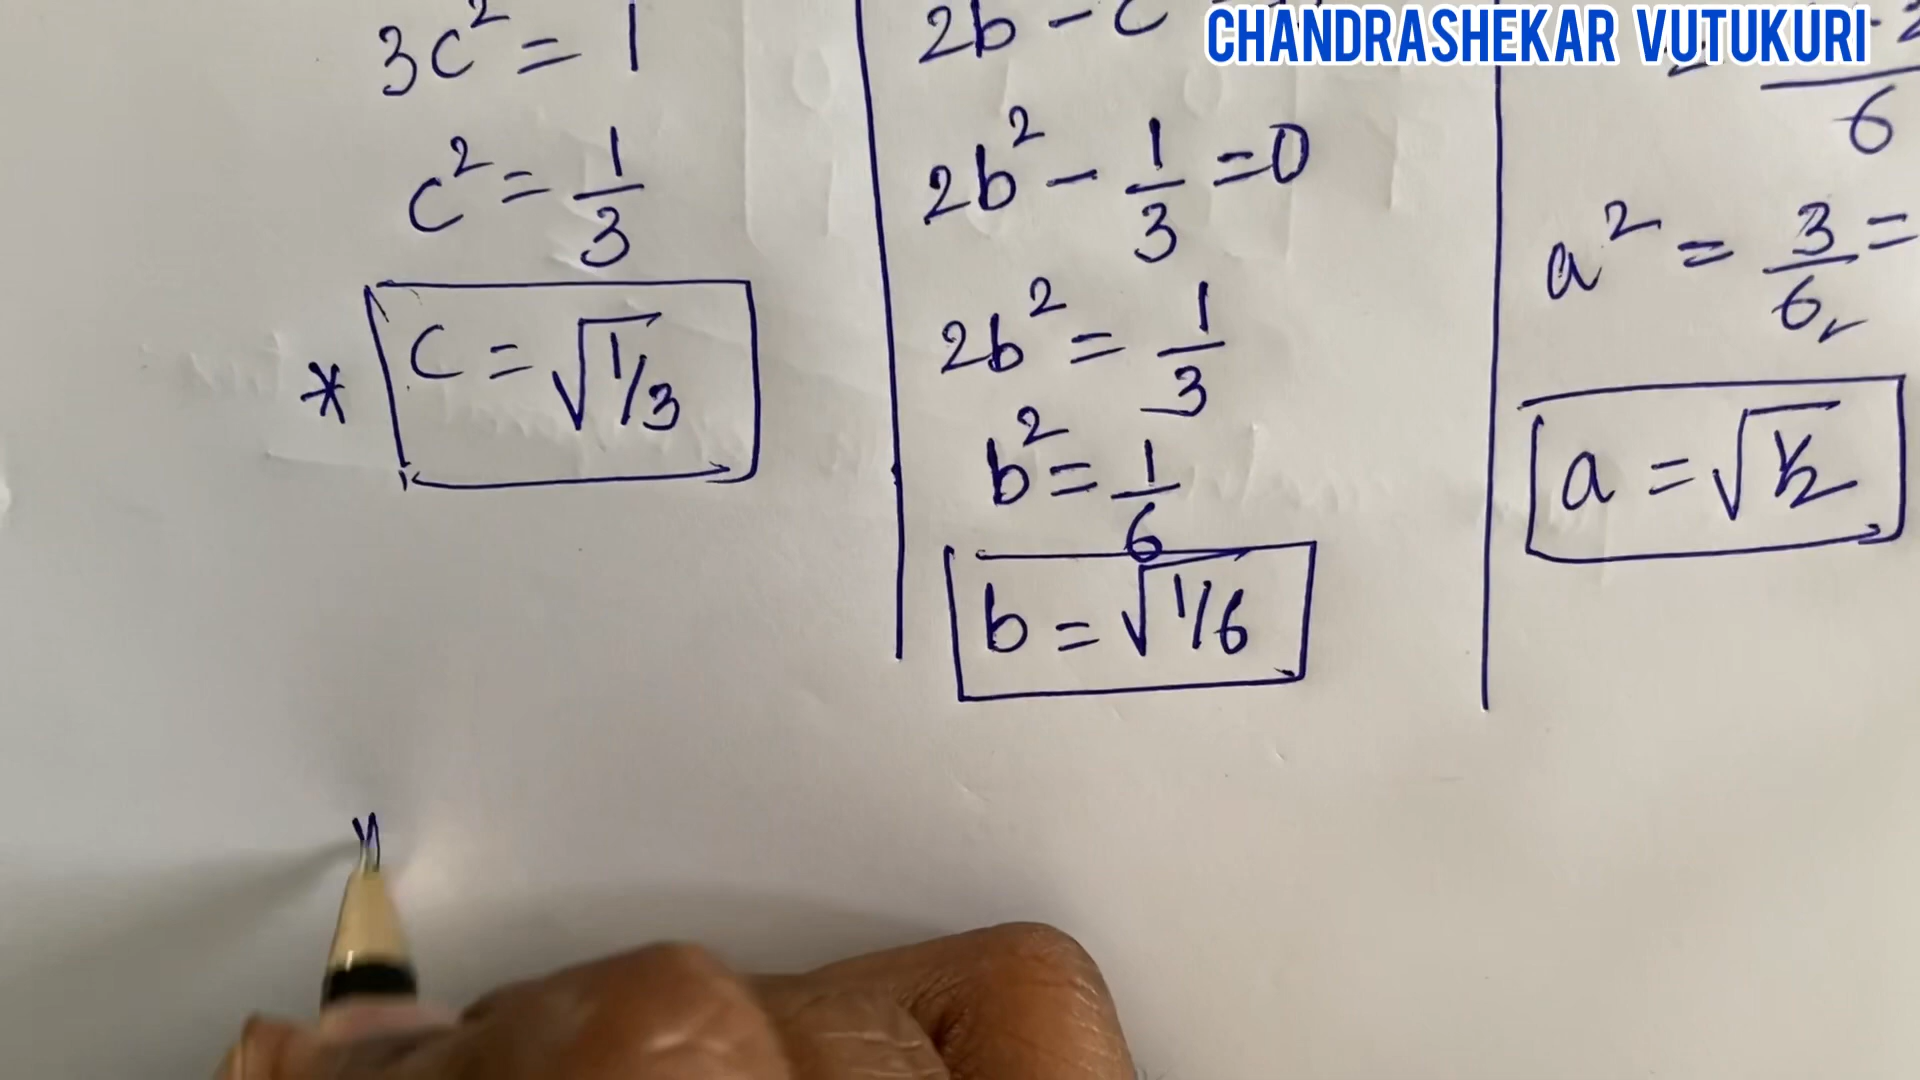 CHANDRASHEKAR VUTUKURI
3c² = 1
c² = 1/3
* c = √1/3
2b² - 1/3 = 0
2b² = 1/3
b² = 1/6
b = √1/6
6
a² = 3/6 =
a = √1/2